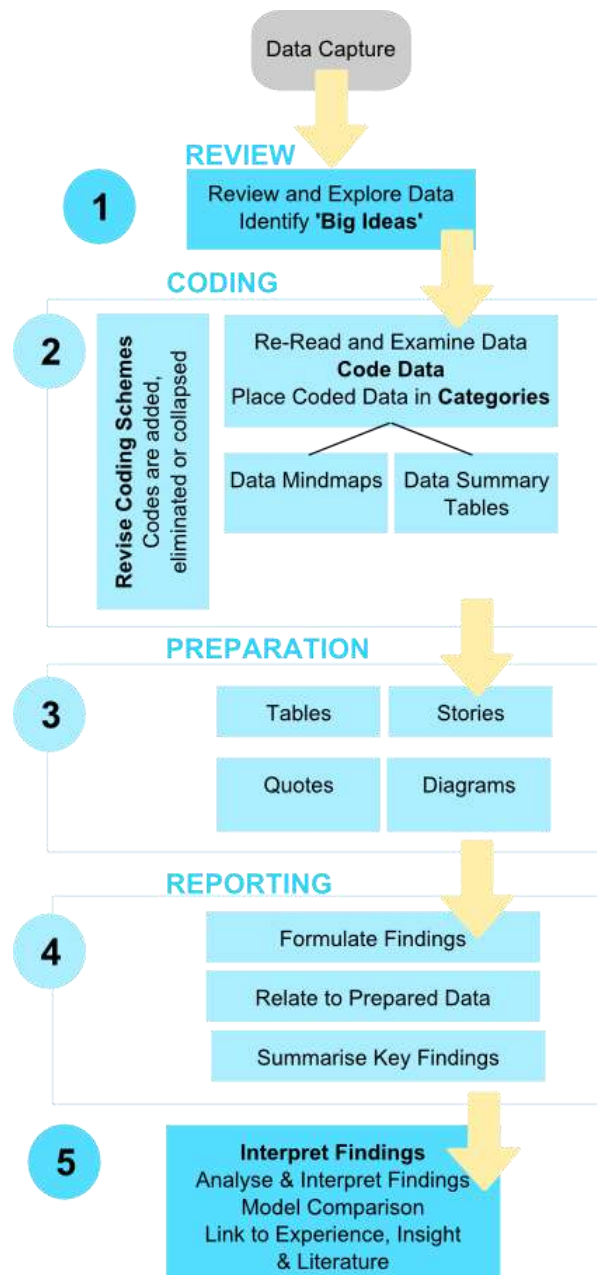 Data Capture
REVIEW
1
Review and Explore Data
Identify 'Big Ideas'
CODING
2
Revise Coding Schemes
Codes are added,
eliminated or collapsed
Re-Read and Examine Data
Code Data
Place Coded Data in Categories
Data Mindmaps
Data Summary
Tables
PREPARATION
3
Tables
Stories
Quotes
Diagrams
REPORTING
4
Formulate Findings
Relate to Prepared Data
Summarise Key Findings
5
Interpret Findings
Analyse & Interpret Findings
Model Comparison
Link to Experience, Insight
& Literature